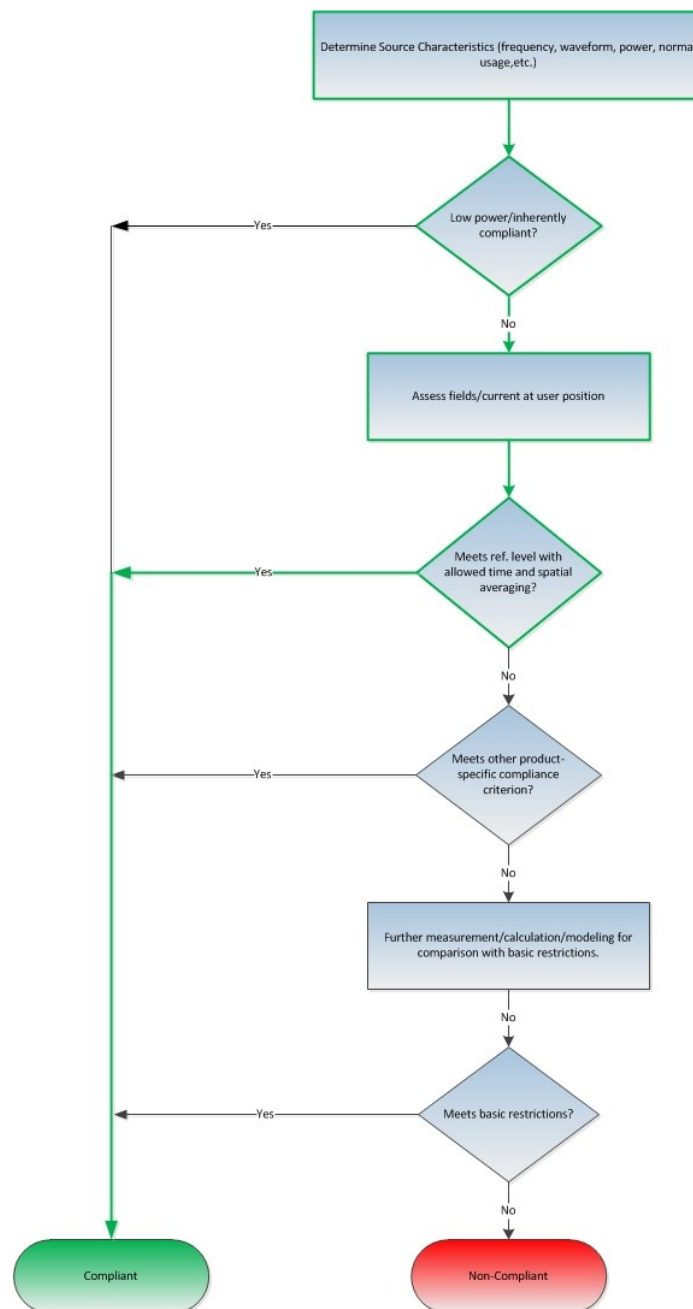 Determine Source Characteristics (frequency, waveform, power, norma
usage,etc.)
Low power/inherently
compliant?
Yes
No
Assess fields/current at user position
Meets ref. level with
allowed time and spatial
averaging?
Yes
No
Meets other product-
specific compliance
criterion?
Yes
No
Further measurement/calculation/modeling for
comparison with basic restrictions.
No
Meets basic restrictions?
Yes
No
Compliant
Non-Compliant